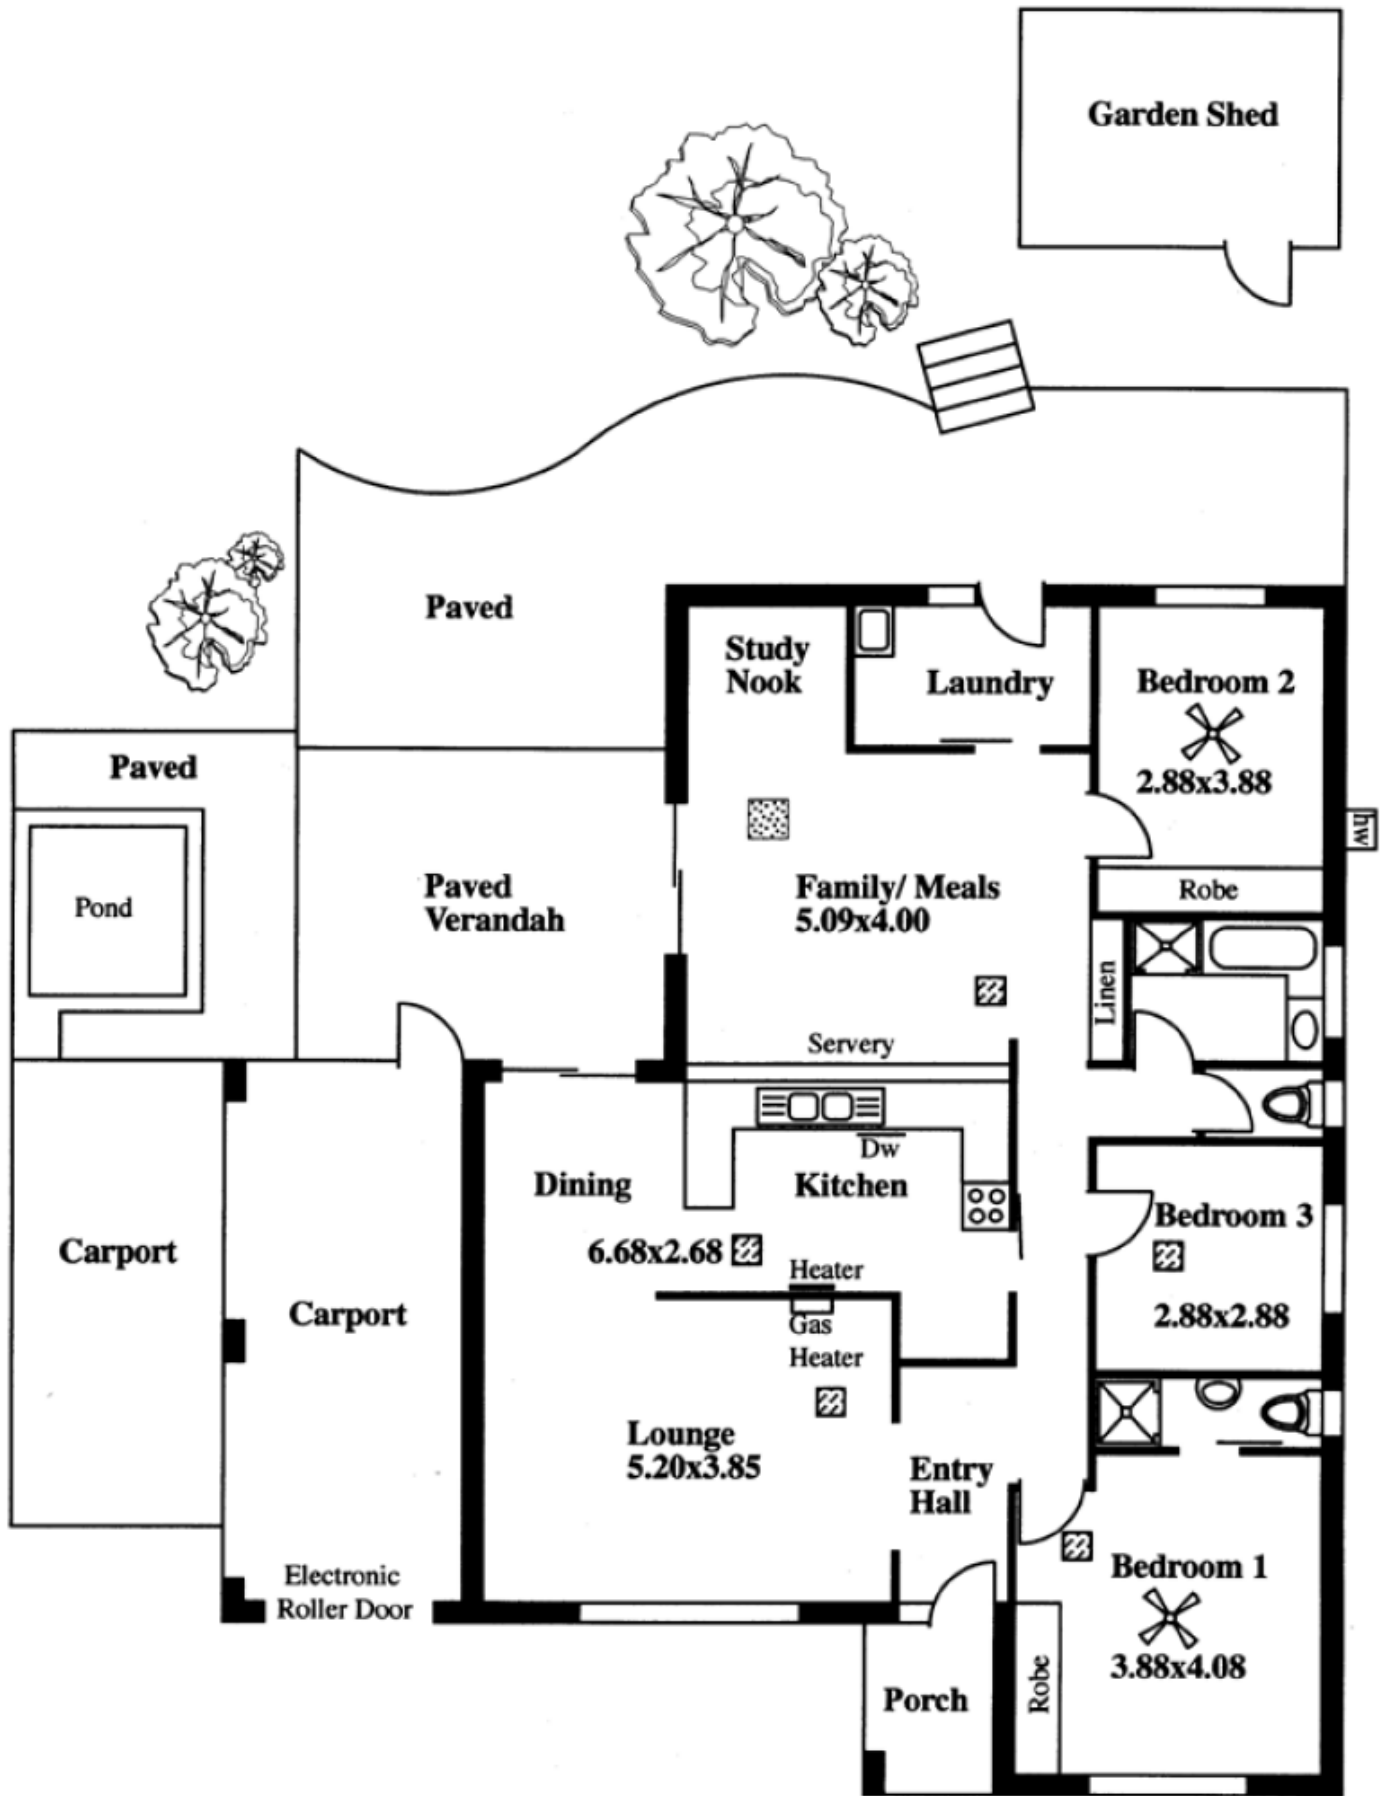 Garden Shed
Paved
Study
Nook
Laundry
Bedroom 2
2.88x3.88
Paved
hw
Pond
Paved
Verandah
Family/ Meals
5.09x4.00
Robe
Linen
Servery
Dw
Dining
Kitchen
Carport
6.68x2.68
Heater
Bedroom 3
2.88x2.88
Carport
Gas
Heater
Lounge
5.20x3.85
Entry
Hall
Electronic
Roller Door
Bedroom 1
3.88x4.08
Robe
Porch